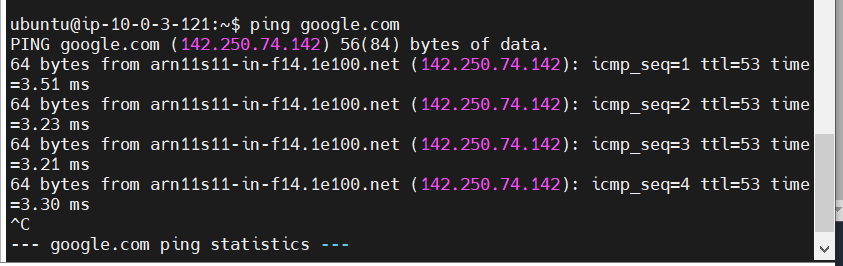 ubuntu@ip-10-0-3-121:~$ ping google.com
PING google.com (142.250.74.142) 56(84) bytes of data.
64 bytes from arn11s11-in-f14.1e100.net (142.250.74.142): icmp_seq=1 ttl=53 time
=3.51 ms
64 bytes from arn11s11-in-f14.1e100.net (142.250.74.142): icmp_seq=2 ttl=53 time
=3.23 ms
64 bytes from arn11s11-in-f14.1e100.net (142.250.74.142): icmp_seq=3 ttl=53 time
=3.21 ms
64 bytes from arn11s11-in-f14.1e100.net (142.250.74.142): icmp_seq=4 ttl=53 time
=3.30 ms
^C
--- google.com ping statistics ---